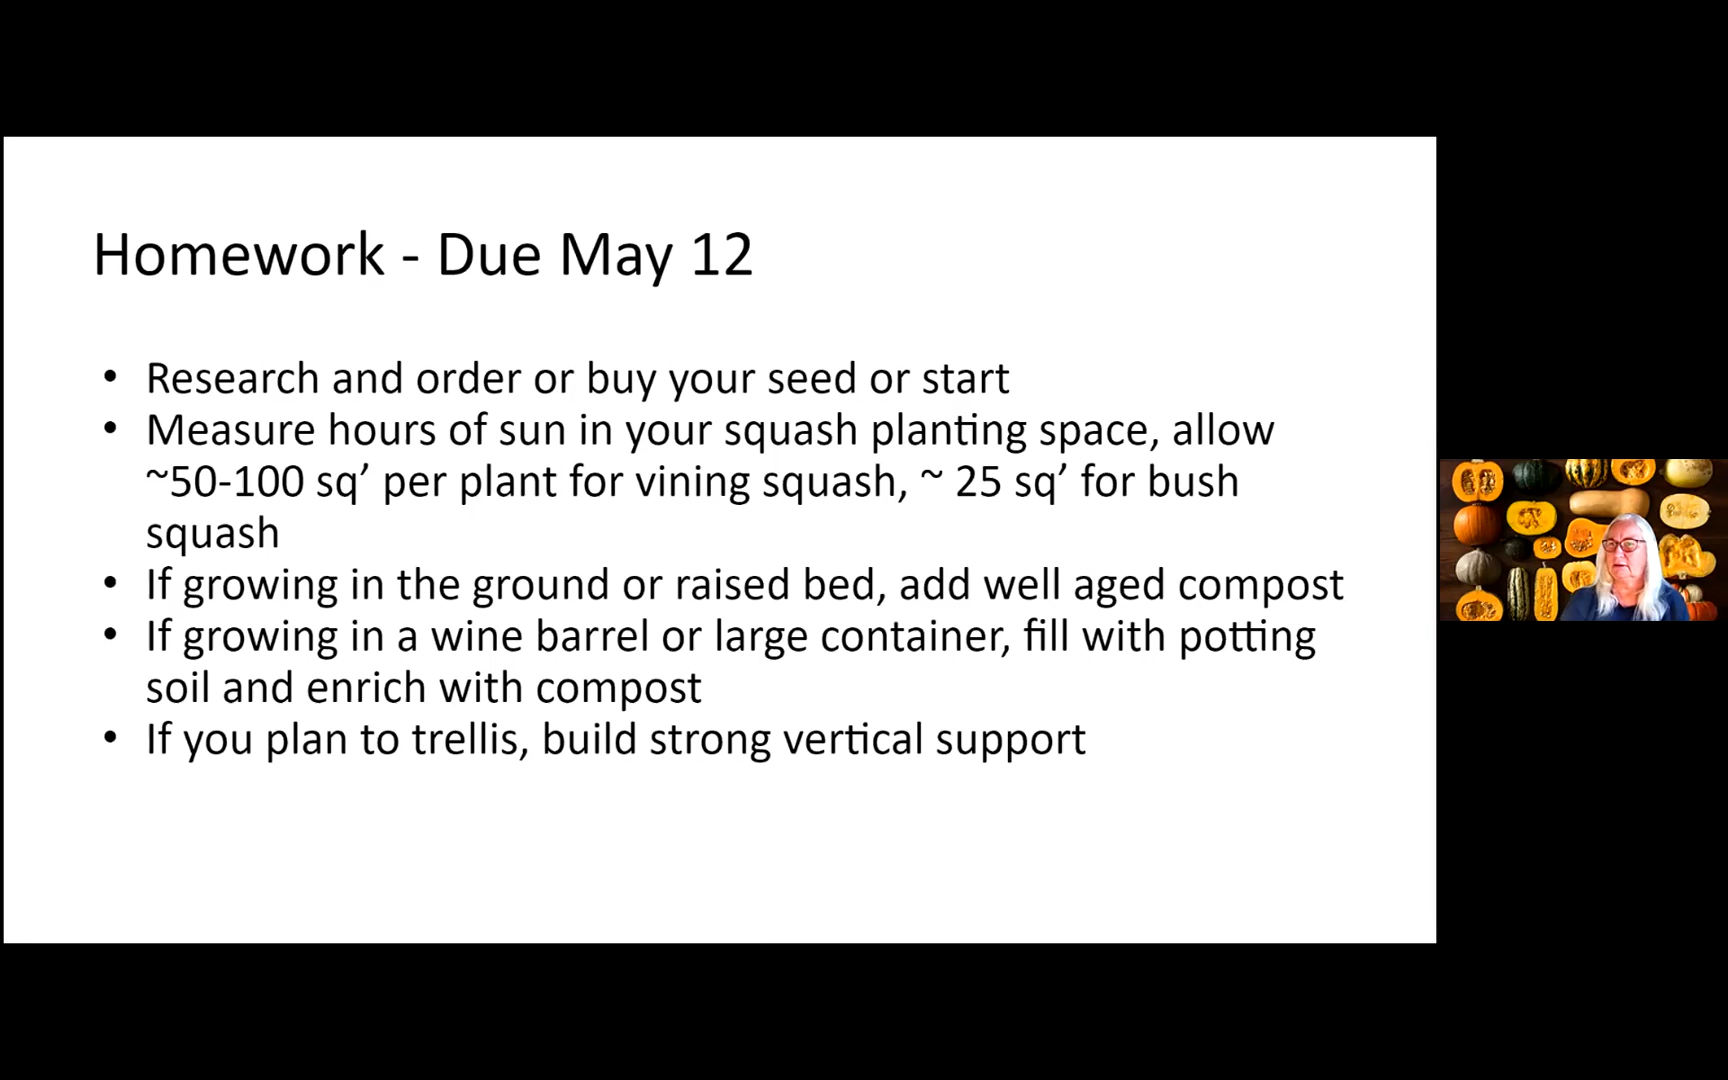 Homework - Due May 12
• Research and order or buy your seed or start
• Measure hours of sun in your squash planting space, allow
~50-100 sq’ per plant for vining squash, ~ 25 sq’ for bush
squash
• If growing in the ground or raised bed, add well aged compost
• If growing in a wine barrel or large container, fill with potting
soil and enrich with compost
• If you plan to trellis, build strong vertical support